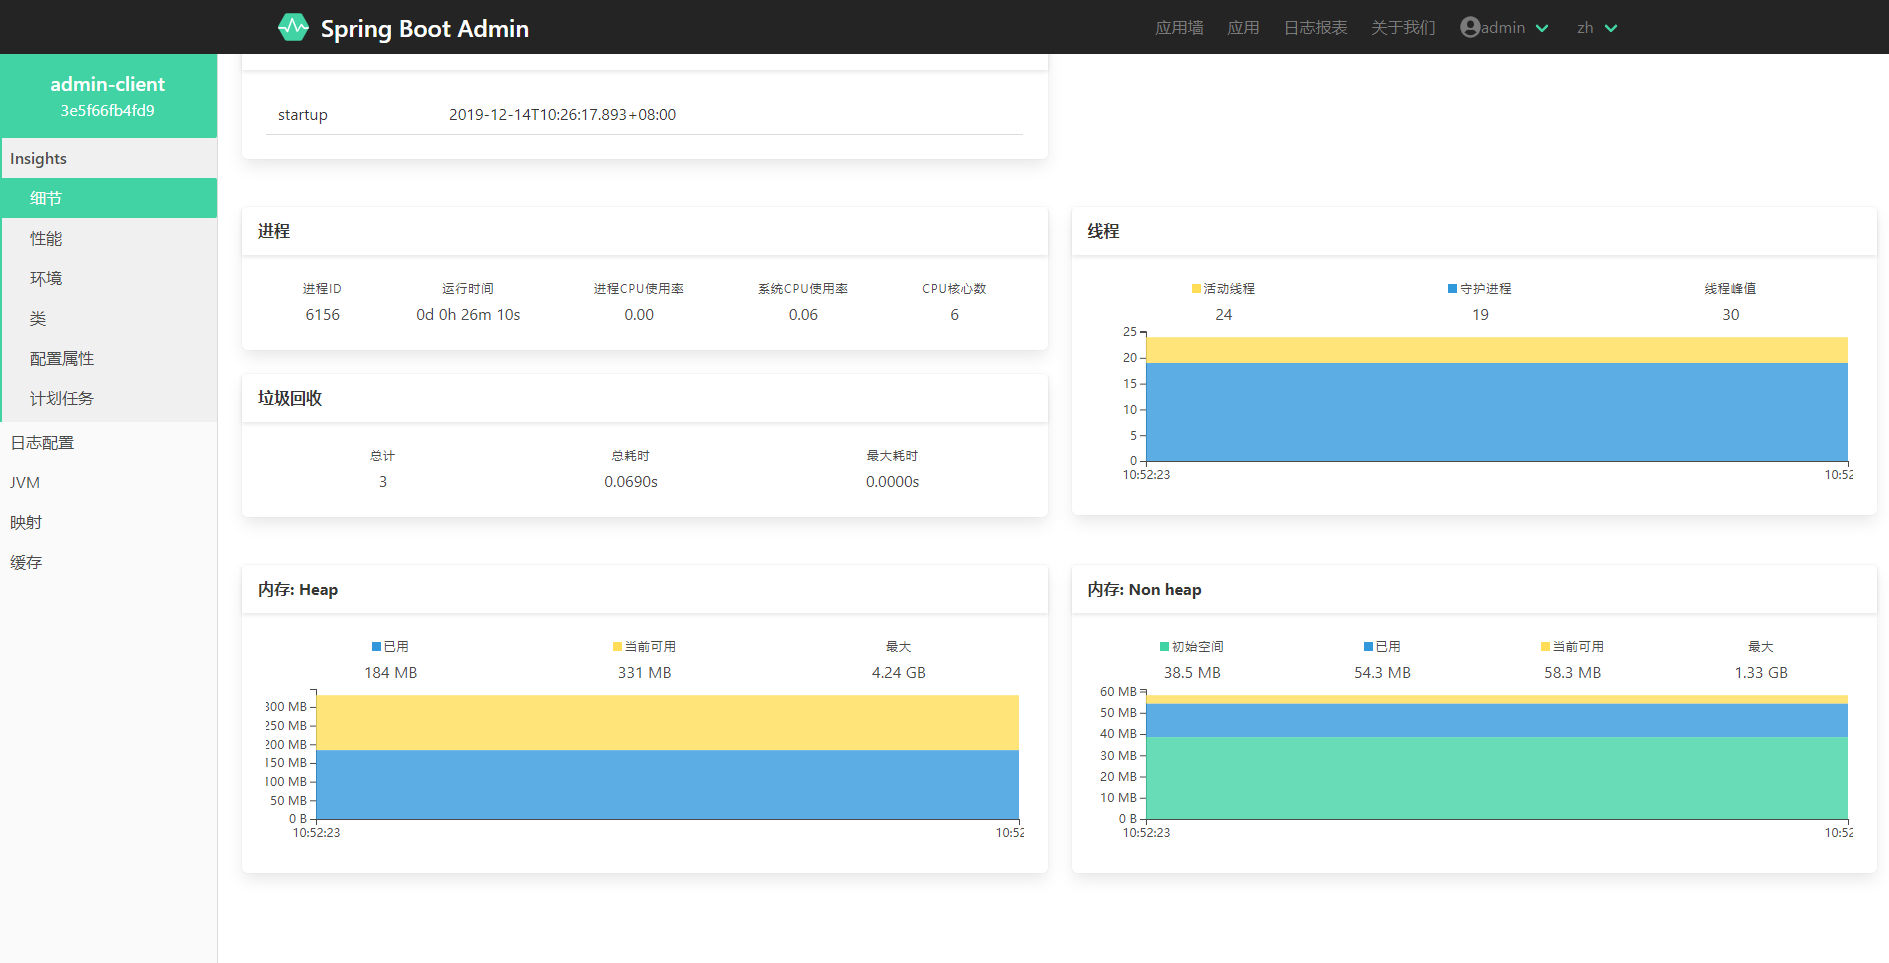 Spring Boot Admin
应用墙 应用 日志报表 关于我们 admin zh
admin-client
3e5f66fb4fd9
Insights
细节
性能
环境
类
配置属性
计划任务
日志配置
JVM
映射
缓存
startup 2019-12-14T10:26:17.893+08:00
进程
进程ID 运行时间 进程CPU使用率 系统CPU使用率 CPU核心数
6156 0d 0h 26m 10s 0.00 0.06 6
垃圾回收
总计 总耗时 最大耗时
3 0.0690s 0.0000s
线程
活动线程 守护进程 线程峰值
24 19 30
25
20
15
10
5
0
10:52:23 10:52
内存: Heap
已用 当前可用 最大
184 MB 331 MB 4.24 GB
300 MB
250 MB
200 MB
150 MB
100 MB
50 MB
0 B
10:52:23 10:52
内存: Non heap
初始空间 已用 当前可用 最大
38.5 MB 54.3 MB 58.3 MB 1.33 GB
60 MB
50 MB
40 MB
30 MB
20 MB
10 MB
0 B
10:52:23 10:52